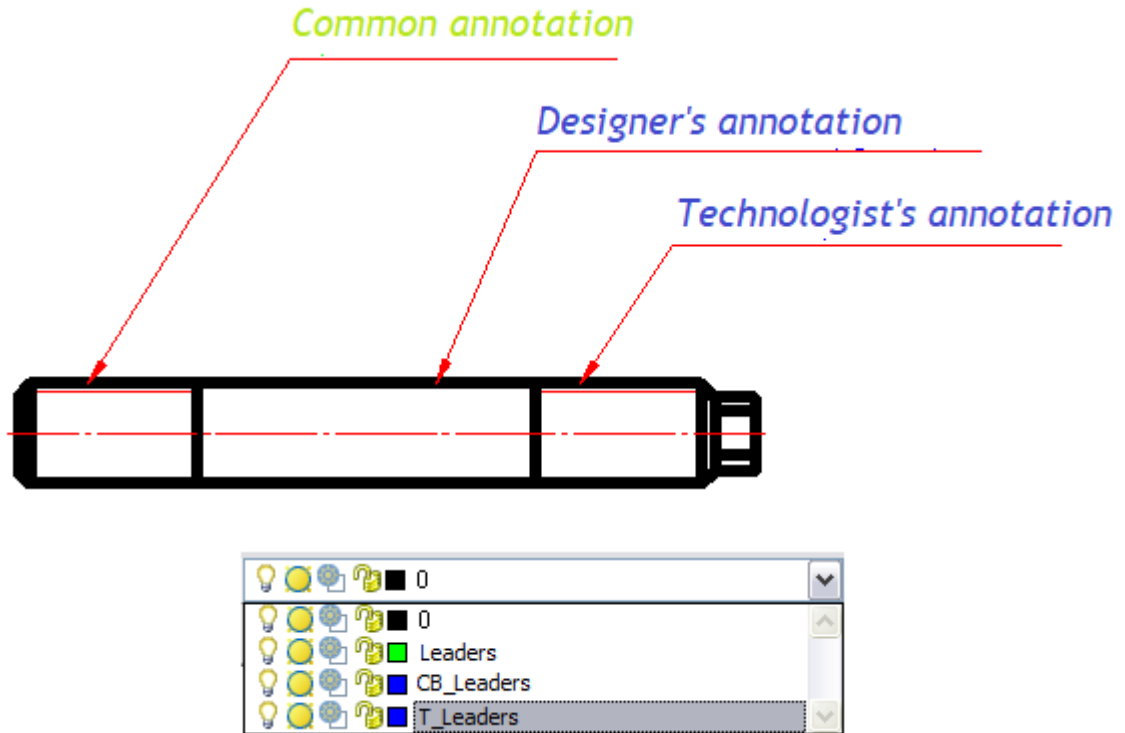 Common annotation
Designer's annotation
Technologist's annotation
0
0
Leaders
CB_Leaders
T_Leaders